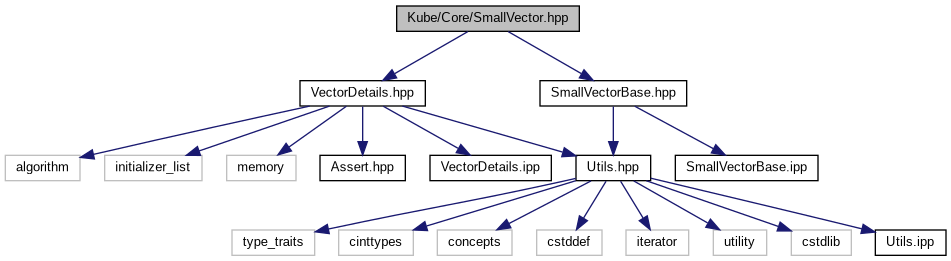 Kube/Core/SmallVector.hpp
VectorDetails.hpp
SmallVectorBase.hpp
algorithm
initializer_list
memory
Assert.hpp
VectorDetails.ipp
Utils.hpp
SmallVectorBase.ipp
type_traits
cinttypes
concepts
cstddef
iterator
utility
cstdlib
Utils.ipp